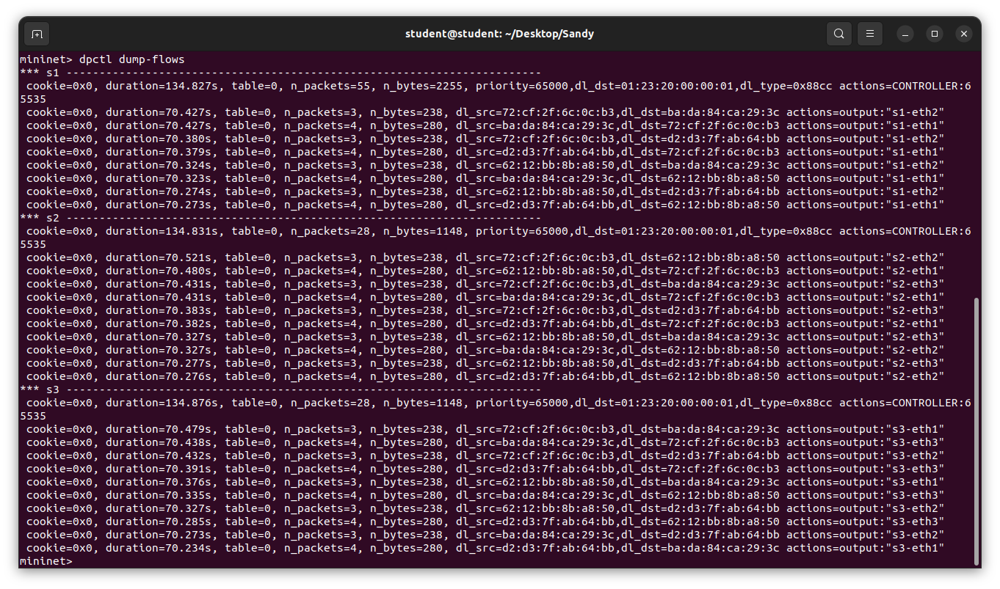 student@student: ~/Desktop/Sandy
mininet> dpctl dump-flows
*** s1 ------------------------------------------------------------------------
 cookie=0x0, duration=134.827s, table=0, n_packets=55, n_bytes=2255, priority=65000,dl_dst=01:23:20:00:00:01,dl_type=0x88cc actions=CONTROLLER:6
5535
 cookie=0x0, duration=70.427s, table=0, n_packets=3, n_bytes=238, dl_src=72:cf:2f:6c:0c:b3,dl_dst=ba:da:84:ca:29:3c actions=output:"s1-eth2"
 cookie=0x0, duration=70.427s, table=0, n_packets=4, n_bytes=280, dl_src=ba:da:84:ca:29:3c,dl_dst=72:cf:2f:6c:0c:b3 actions=output:"s1-eth1"
 cookie=0x0, duration=70.380s, table=0, n_packets=3, n_bytes=238, dl_src=72:cf:2f:6c:0c:b3,dl_dst=d2:d3:7f:ab:64:bb actions=output:"s1-eth2"
 cookie=0x0, duration=70.379s, table=0, n_packets=4, n_bytes=280, dl_src=d2:d3:7f:ab:64:bb,dl_dst=72:cf:2f:6c:0c:b3 actions=output:"s1-eth1"
 cookie=0x0, duration=70.324s, table=0, n_packets=3, n_bytes=238, dl_src=62:12:bb:8b:a8:50,dl_dst=ba:da:84:ca:29:3c actions=output:"s1-eth2"
 cookie=0x0, duration=70.323s, table=0, n_packets=4, n_bytes=280, dl_src=ba:da:84:ca:29:3c,dl_dst=62:12:bb:8b:a8:50 actions=output:"s1-eth1"
 cookie=0x0, duration=70.274s, table=0, n_packets=3, n_bytes=238, dl_src=62:12:bb:8b:a8:50,dl_dst=d2:d3:7f:ab:64:bb actions=output:"s1-eth2"
 cookie=0x0, duration=70.273s, table=0, n_packets=4, n_bytes=280, dl_src=d2:d3:7f:ab:64:bb,dl_dst=62:12:bb:8b:a8:50 actions=output:"s1-eth1"
*** s2 ------------------------------------------------------------------------
 cookie=0x0, duration=134.831s, table=0, n_packets=28, n_bytes=1148, priority=65000,dl_dst=01:23:20:00:00:01,dl_type=0x88cc actions=CONTROLLER:6
5535
 cookie=0x0, duration=70.521s, table=0, n_packets=3, n_bytes=238, dl_src=72:cf:2f:6c:0c:b3,dl_dst=62:12:bb:8b:a8:50 actions=output:"s2-eth2"
 cookie=0x0, duration=70.480s, table=0, n_packets=4, n_bytes=280, dl_src=62:12:bb:8b:a8:50,dl_dst=72:cf:2f:6c:0c:b3 actions=output:"s2-eth1"
 cookie=0x0, duration=70.431s, table=0, n_packets=3, n_bytes=238, dl_src=72:cf:2f:6c:0c:b3,dl_dst=ba:da:84:ca:29:3c actions=output:"s2-eth3"
 cookie=0x0, duration=70.431s, table=0, n_packets=4, n_bytes=280, dl_src=ba:da:84:ca:29:3c,dl_dst=72:cf:2f:6c:0c:b3 actions=output:"s2-eth1"
 cookie=0x0, duration=70.383s, table=0, n_packets=3, n_bytes=238, dl_src=72:cf:2f:6c:0c:b3,dl_dst=d2:d3:7f:ab:64:bb actions=output:"s2-eth3"
 cookie=0x0, duration=70.382s, table=0, n_packets=4, n_bytes=280, dl_src=d2:d3:7f:ab:64:bb,dl_dst=72:cf:2f:6c:0c:b3 actions=output:"s2-eth1"
 cookie=0x0, duration=70.327s, table=0, n_packets=3, n_bytes=238, dl_src=62:12:bb:8b:a8:50,dl_dst=ba:da:84:ca:29:3c actions=output:"s2-eth3"
 cookie=0x0, duration=70.327s, table=0, n_packets=4, n_bytes=280, dl_src=ba:da:84:ca:29:3c,dl_dst=62:12:bb:8b:a8:50 actions=output:"s2-eth2"
 cookie=0x0, duration=70.277s, table=0, n_packets=3, n_bytes=238, dl_src=62:12:bb:8b:a8:50,dl_dst=d2:d3:7f:ab:64:bb actions=output:"s2-eth3"
 cookie=0x0, duration=70.276s, table=0, n_packets=4, n_bytes=280, dl_src=d2:d3:7f:ab:64:bb,dl_dst=62:12:bb:8b:a8:50 actions=output:"s2-eth2"
*** s3 ------------------------------------------------------------------------
 cookie=0x0, duration=134.876s, table=0, n_packets=28, n_bytes=1148, priority=65000,dl_dst=01:23:20:00:00:01,dl_type=0x88cc actions=CONTROLLER:6
5535
 cookie=0x0, duration=70.479s, table=0, n_packets=3, n_bytes=238, dl_src=72:cf:2f:6c:0c:b3,dl_dst=ba:da:84:ca:29:3c actions=output:"s3-eth1"
 cookie=0x0, duration=70.438s, table=0, n_packets=4, n_bytes=280, dl_src=ba:da:84:ca:29:3c,dl_dst=72:cf:2f:6c:0c:b3 actions=output:"s3-eth3"
 cookie=0x0, duration=70.432s, table=0, n_packets=3, n_bytes=238, dl_src=72:cf:2f:6c:0c:b3,dl_dst=d2:d3:7f:ab:64:bb actions=output:"s3-eth2"
 cookie=0x0, duration=70.391s, table=0, n_packets=4, n_bytes=280, dl_src=d2:d3:7f:ab:64:bb,dl_dst=72:cf:2f:6c:0c:b3 actions=output:"s3-eth3"
 cookie=0x0, duration=70.376s, table=0, n_packets=3, n_bytes=238, dl_src=62:12:bb:8b:a8:50,dl_dst=ba:da:84:ca:29:3c actions=output:"s3-eth1"
 cookie=0x0, duration=70.335s, table=0, n_packets=4, n_bytes=280, dl_src=ba:da:84:ca:29:3c,dl_dst=62:12:bb:8b:a8:50 actions=output:"s3-eth3"
 cookie=0x0, duration=70.327s, table=0, n_packets=3, n_bytes=238, dl_src=62:12:bb:8b:a8:50,dl_dst=d2:d3:7f:ab:64:bb actions=output:"s3-eth2"
 cookie=0x0, duration=70.285s, table=0, n_packets=4, n_bytes=280, dl_src=d2:d3:7f:ab:64:bb,dl_dst=62:12:bb:8b:a8:50 actions=output:"s3-eth3"
 cookie=0x0, duration=70.273s, table=0, n_packets=3, n_bytes=238, dl_src=ba:da:84:ca:29:3c,dl_dst=d2:d3:7f:ab:64:bb actions=output:"s3-eth2"
 cookie=0x0, duration=70.234s, table=0, n_packets=4, n_bytes=280, dl_src=d2:d3:7f:ab:64:bb,dl_dst=ba:da:84:ca:29:3c actions=output:"s3-eth1"
mininet>